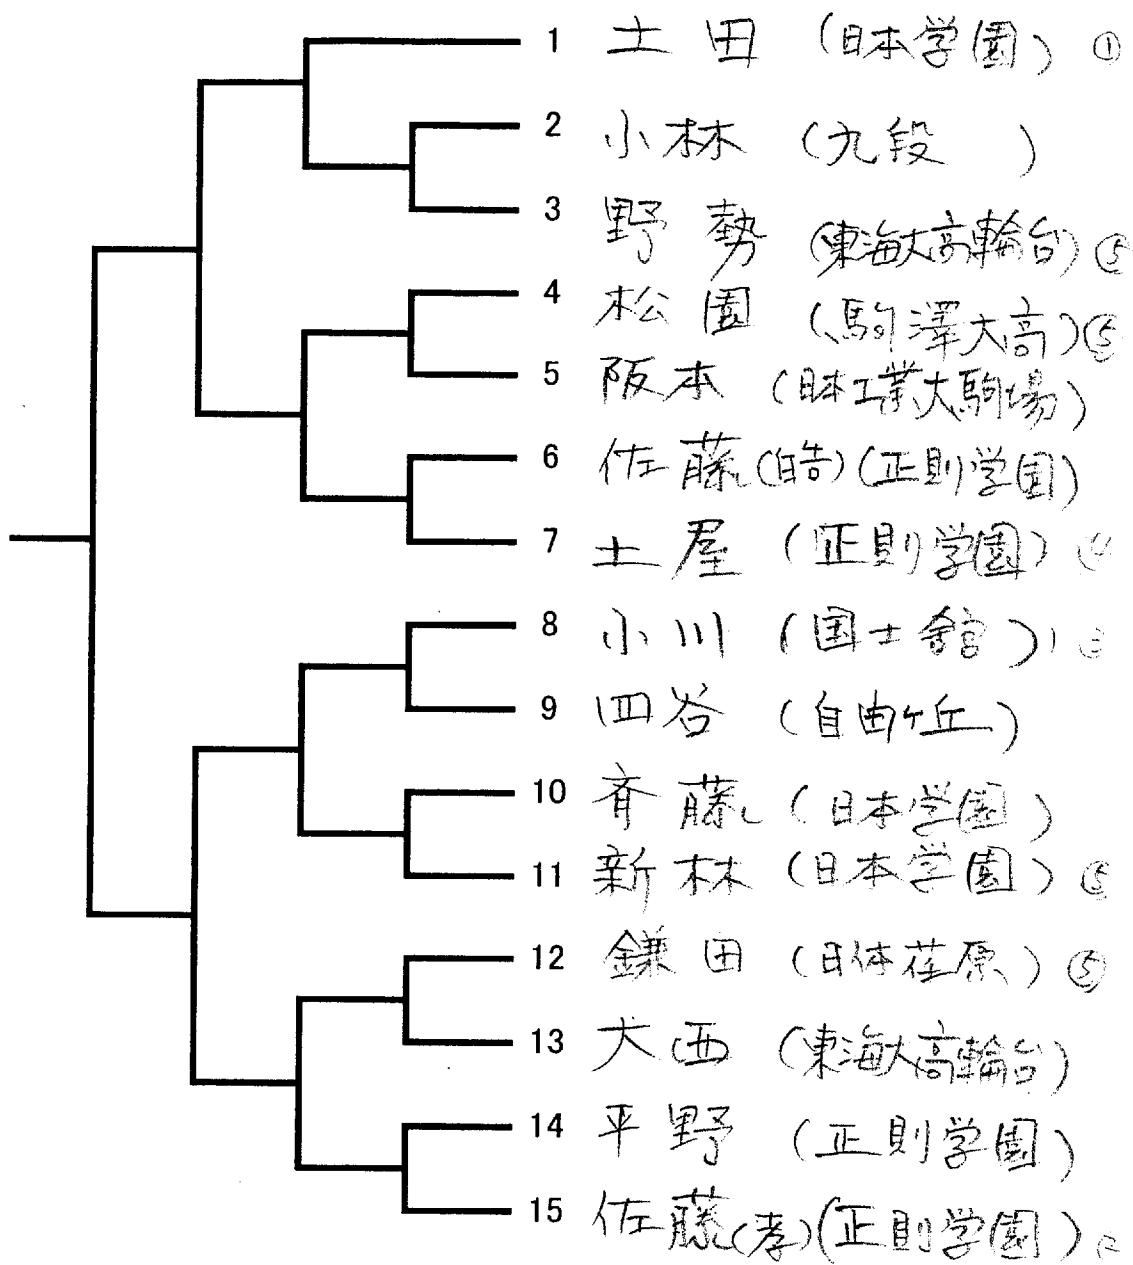 1 土田 (日本学園) ①
2 小林 (九段 )
3 野勢 (東海大高輪台) ⑤
4 松園 (駒澤大高) ⑤
5 阪本 (日本工業大駒場)
6 佐藤(皓)(正則学園)
7 土屋 (正則学園) ④
8 小川 (国士舘)
9 四谷 (自由ケ丘)
10 斉藤 (日本学園)
11 新林 (日本学園) ⑤
12 鎌田 (日体荏原) ⑤
13 大西 (東海大高輪台)
14 平野 (正則学園)
15 佐藤(孝)(正則学園)